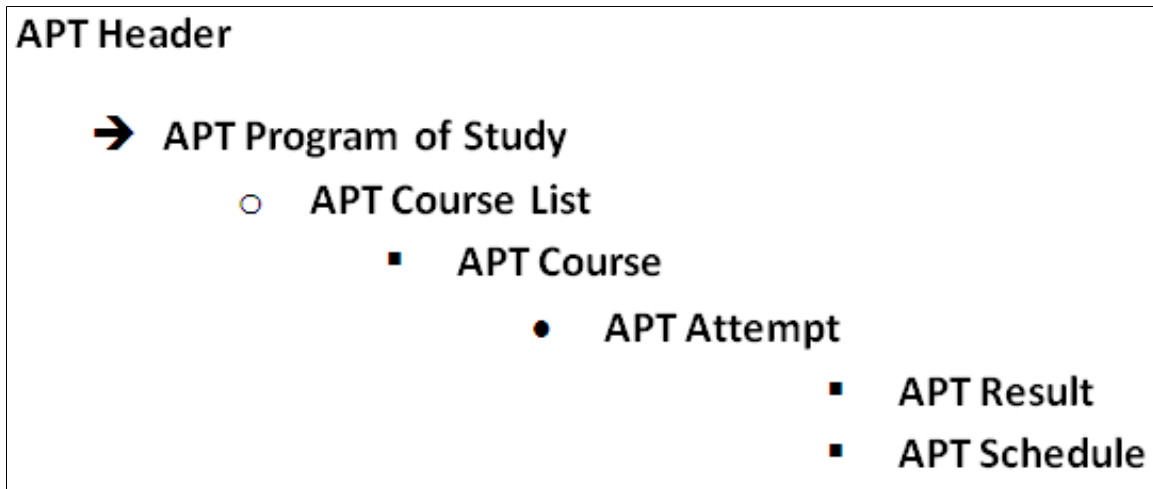 APT Header
➔ APT Program of Study
○ APT Course List
▪ APT Course
• APT Attempt
▪ APT Result
▪ APT Schedule